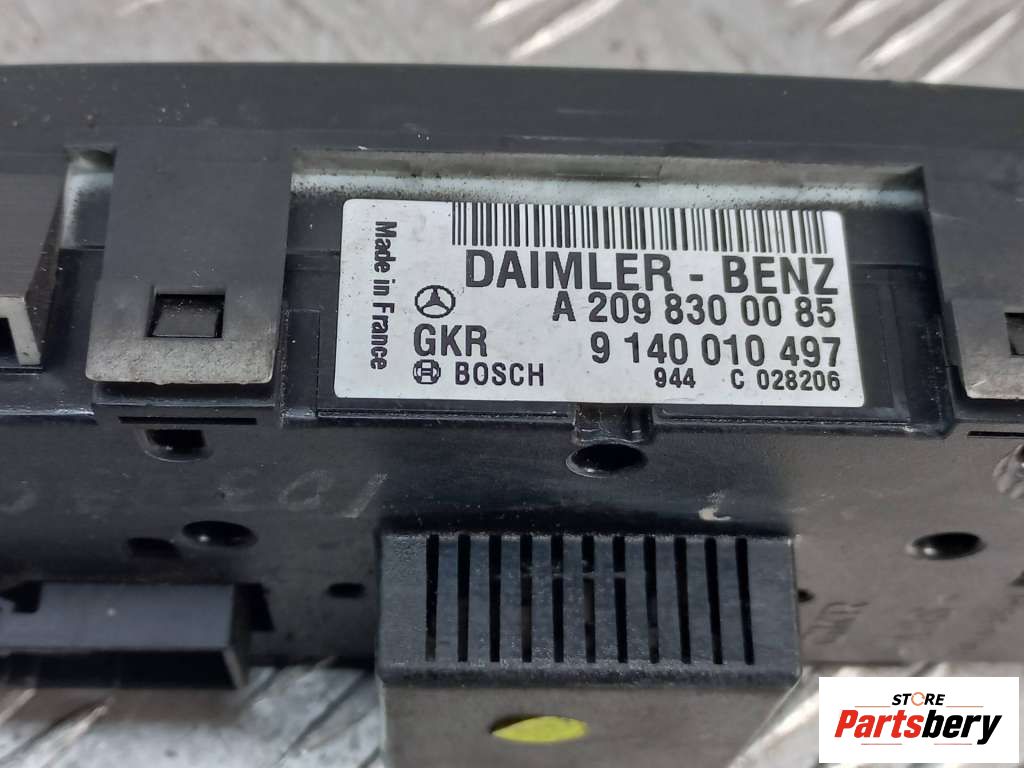 Made in France
DAIMLER - BENZ
A 209 830 00 85
GKR 9 140 010 497
BOSCH 944 C 028206
STORE
Partsbery